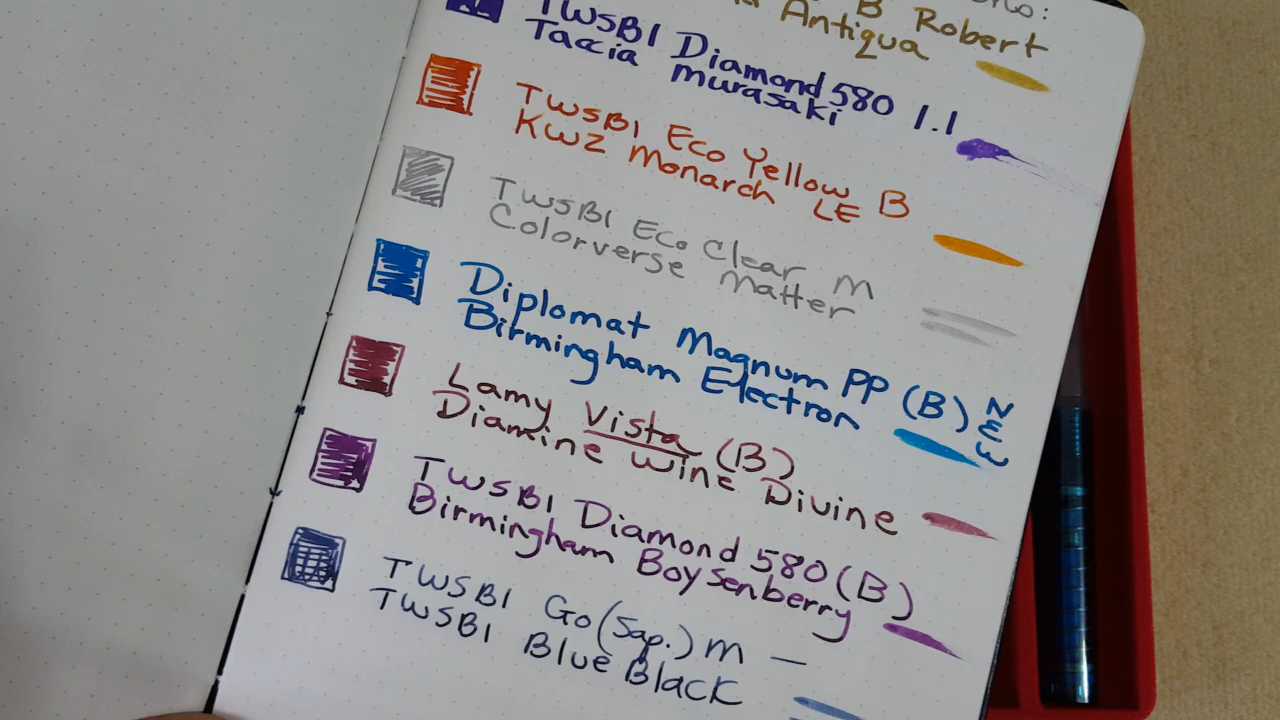 B Robert
Antiqua
TWSBI Diamond 580 1.1
Taccia Murasaki
TWSBI Eco Yellow B
KWZ Monarch LE
TWSBI Eco Clear M
Colorverse Matter
Diplomat Magnum PP (B) NEW
Birmingham Electron
Lamy Vista (B)
Diamine Wine Divine
TWSBI Diamond 580 (B)
Birmingham Boysenberry
TWSBI Go (Sap.) M —
TWSBI Blue Black